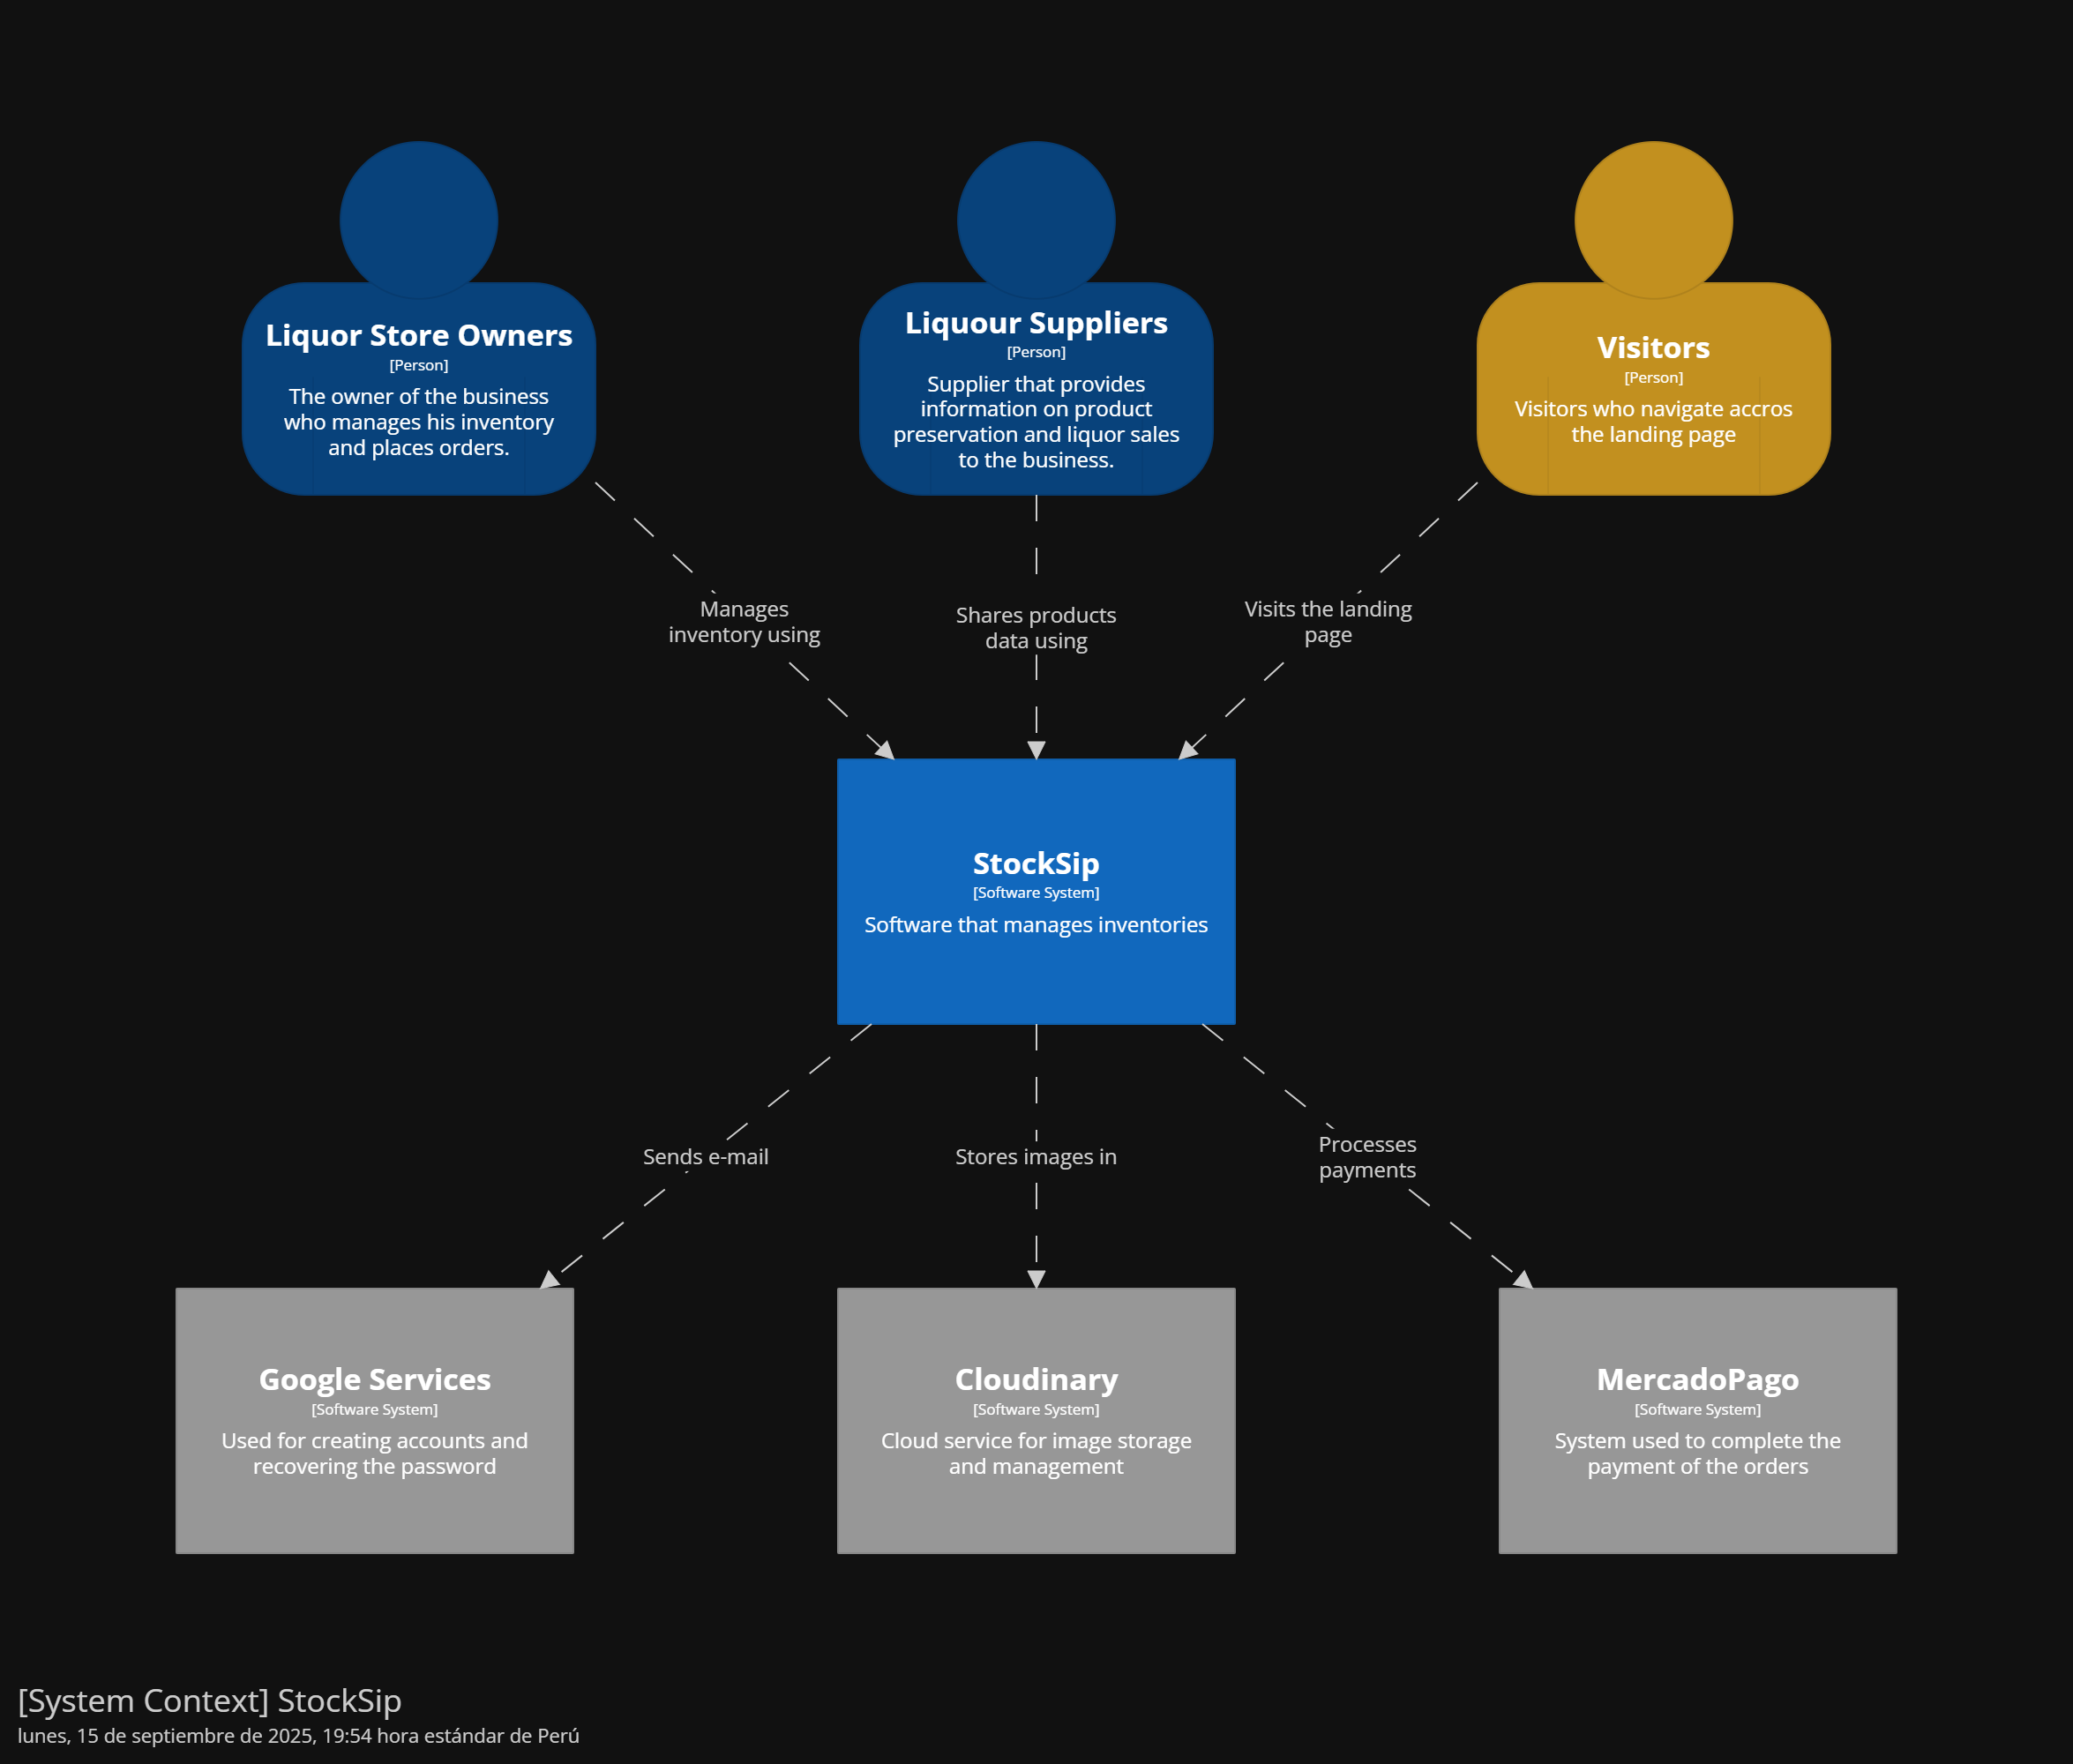 Liquor Store Owners
[Person]
The owner of the business
who manages his inventory
and places orders.
Liquour Suppliers
[Person]
Supplier that provides
information on product
preservation and liquor sales
to the business.
Visitors
[Person]
Visitors who navigate accros
the landing page
Manages
inventory using
Shares products
data using
Visits the landing
page
StockSip
[Software System]
Software that manages inventories
Sends e-mail
Stores images in
Processes
payments
Google Services
[Software System]
Used for creating accounts and
recovering the password
Cloudinary
[Software System]
Cloud service for image storage
and management
MercadoPago
[Software System]
System used to complete the
payment of the orders
[System Context] StockSip
lunes, 15 de septiembre de 2025, 19:54 hora estándar de Perú